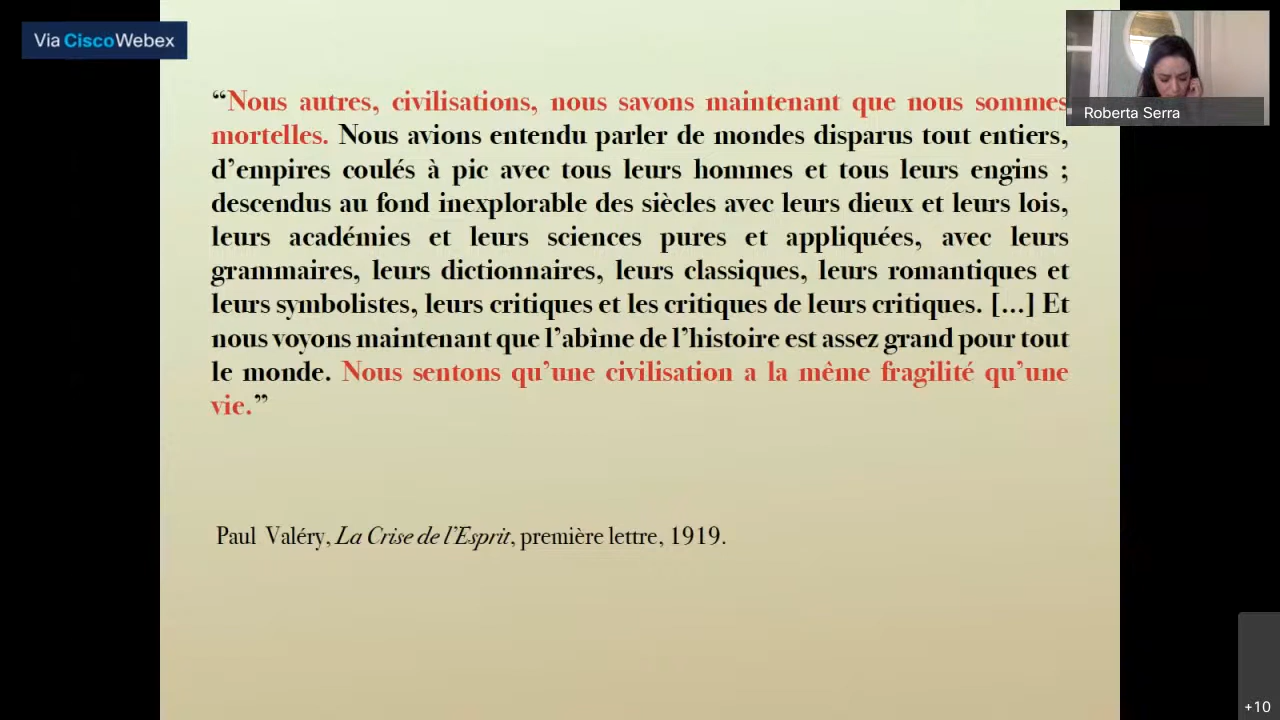 Via CiscoWebex
Roberta Serra
“Nous autres, civilisations, nous savons maintenant que nous sommes
mortelles. Nous avions entendu parler de mondes disparus tout entiers,
d’empires coulés à pic avec tous leurs hommes et tous leurs engins ;
descendus au fond inexplorable des siècles avec leurs dieux et leurs lois,
leurs académies et leurs sciences pures et appliquées, avec leurs
grammaires, leurs dictionnaires, leurs classiques, leurs romantiques et
leurs symbolistes, leurs critiques et les critiques de leurs critiques. […] Et
nous voyons maintenant que l’abîme de l’histoire est assez grand pour tout
le monde. Nous sentons qu’une civilisation a la même fragilité qu’une
vie.”
Paul Valéry, La Crise de l’Esprit, première lettre, 1919.
+10